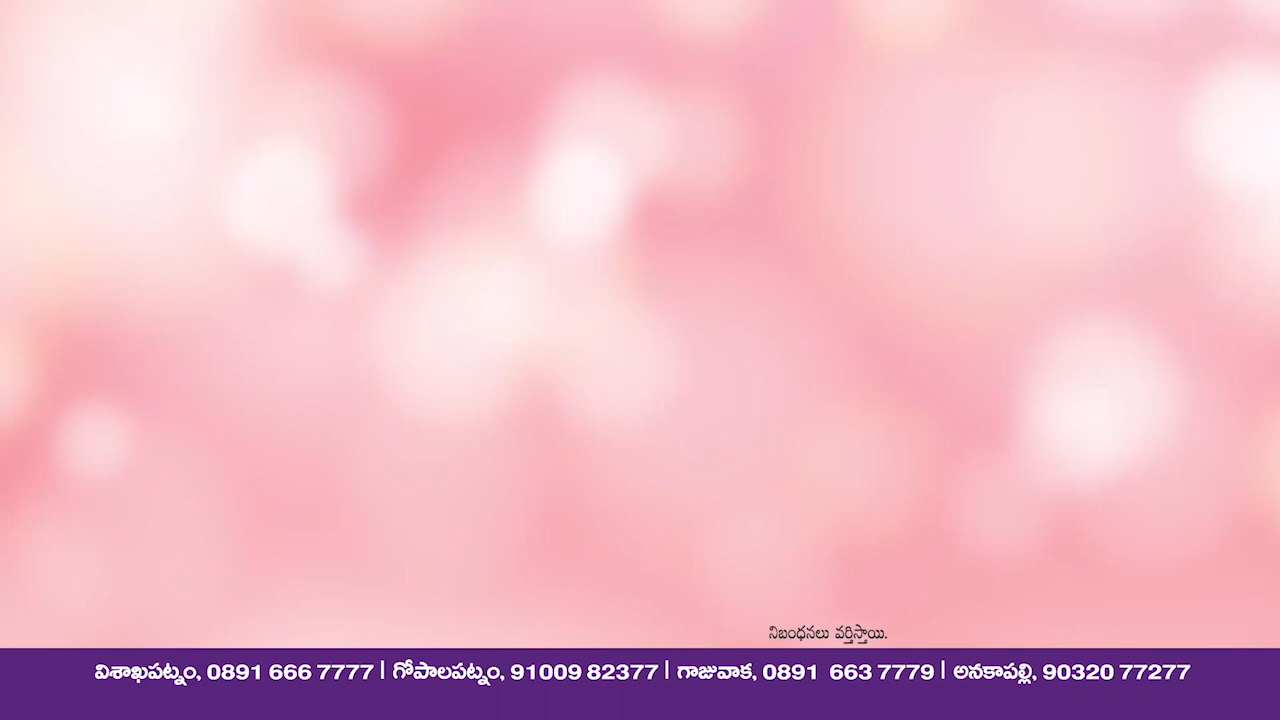 నిబంధనలు వర్తిస్తాయి.
విశాఖపట్నం, 0891 666 7777 | గోపాలపట్నం, 91009 82377 | గాజువాక, 0891 663 7779 | అనకాపల్లి, 90320 77277